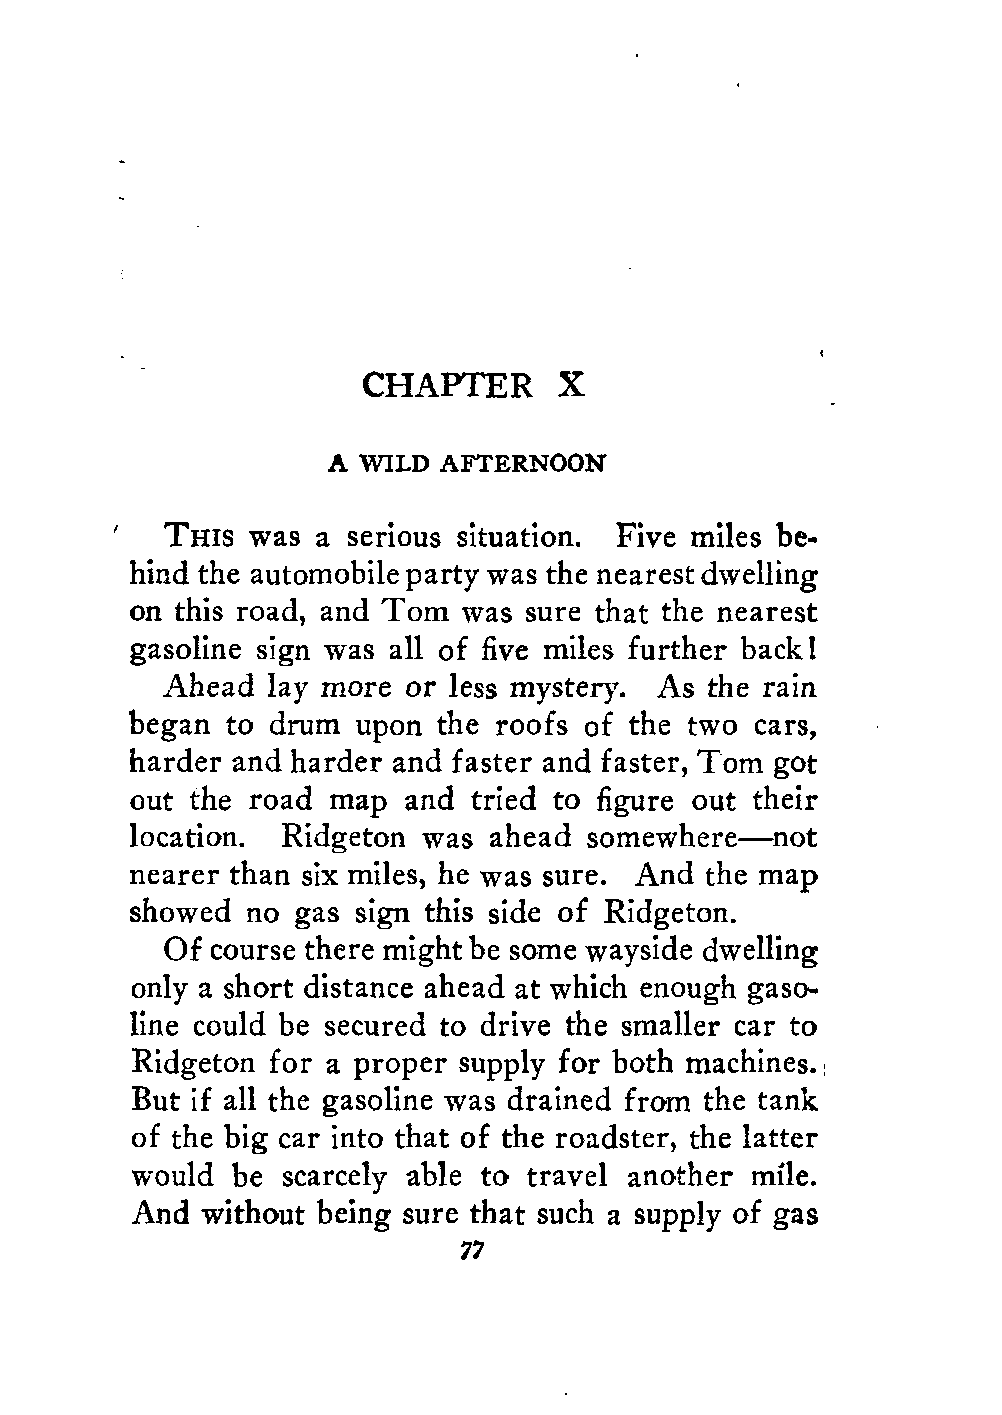 CHAPTER X
A WILD AFTERNOON
THIS was a serious situation. Five miles be-
hind the automobile party was the nearest dwelling
on this road, and Tom was sure that the nearest
gasoline sign was all of five miles further back!
Ahead lay more or less mystery. As the rain
began to drum upon the roofs of the two cars,
harder and harder and faster and faster, Tom got
out the road map and tried to figure out their
location. Ridgeton was ahead somewhere—not
nearer than six miles, he was sure. And the map
showed no gas sign this side of Ridgeton.
Of course there might be some wayside dwelling
only a short distance ahead at which enough gaso-
line could be secured to drive the smaller car to
Ridgeton for a proper supply for both machines.
But if all the gasoline was drained from the tank
of the big car into that of the roadster, the latter
would be scarcely able to travel another mile.
And without being sure that such a supply of gas
77